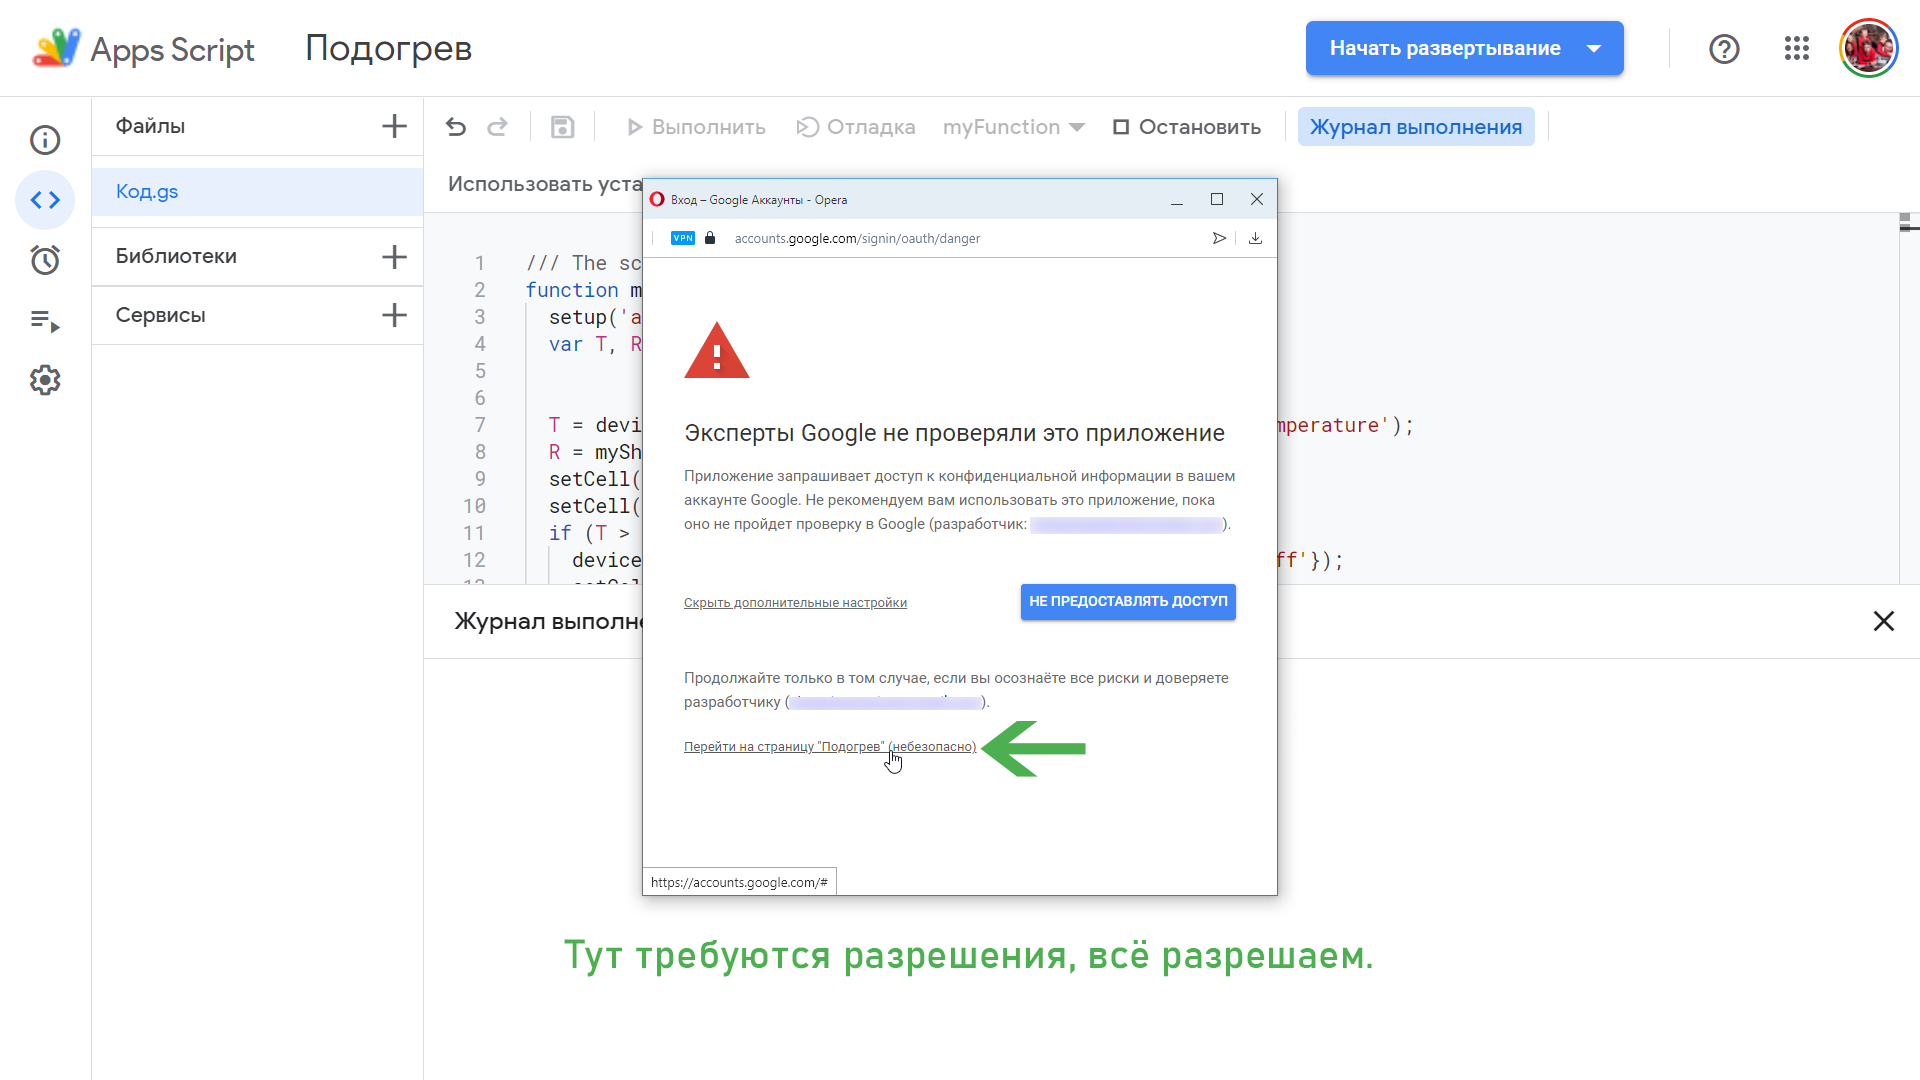 Apps Script
Подогрев
Начать развертывание
Файлы
Выполнить
Отладка
myFunction
Остановить
Журнал выполнения
Код.gs
Использовать уста
Библиотеки
Сервисы
1 /// The sc
2 function m
3 setup('a
4 var T, R
5
6
7 T = devi mperature');
8 R = mySh
9 setCell(
10 setCell(
11 if (T >
12 device ff'});
Журнал выполне
Вход – Google Аккаунты - Opera
VPN
accounts.google.com/signin/oauth/danger
Эксперты Google не проверяли это приложение
Приложение запрашивает доступ к конфиденциальной информации в вашем
аккаунте Google. Не рекомендуем вам использовать это приложение, пока
оно не пройдет проверку в Google (разработчик: ).
Скрыть дополнительные настройки
НЕ ПРЕДОСТАВЛЯТЬ ДОСТУП
Продолжайте только в том случае, если вы осознаёте все риски и доверяете
разработчику ( ).
Перейти на страницу "Подогрев" (небезопасно)
https://accounts.google.com/#
Тут требуются разрешения, всё разрешаем.